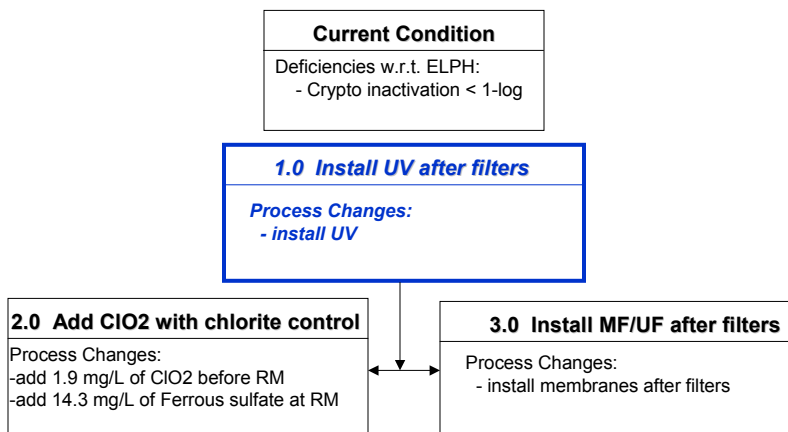 Current Condition
Deficiencies w.r.t. ELPH:
- Crypto inactivation < 1-log
1.0 Install UV after filters
Process Changes:
- install UV
2.0 Add ClO2 with chlorite control
Process Changes:
-add 1.9 mg/L of ClO2 before RM
-add 14.3 mg/L of Ferrous sulfate at RM
3.0 Install MF/UF after filters
Process Changes:
- install membranes after filters